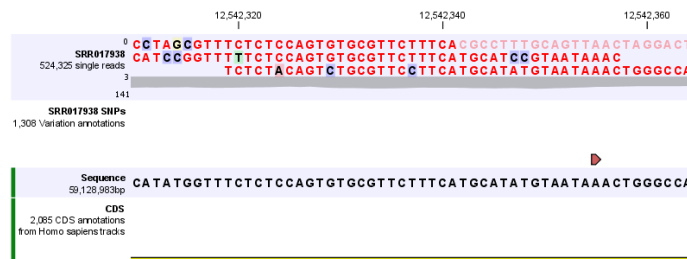 12,542,320 12,542,340 12,542,360
0
CCTAGCGTTTCTCTCCAGTGTGCGTTCTTTCACGCCTTTGCAGTTAACTAGGACT
SRR017938
CATCCGGTTTTTCTCCAGTGTGCGTTCTTTCATGCATCCGTAATAAAC
524,325 single reads
TCTCTACAGTCTGCGTTCCTTCATGCATATGTAATAAACTGGGCCA
3
141
SRR017938 SNPs
1,308 Variation annotations
Sequence
59,128,983bp
CATATGGTTTCTCTCCAGTGTGCGTTCTTTCATGCATATGTAATAAACTGGGCCA
CDS
2,085 CDS annotations
from Homo sapiens tracks